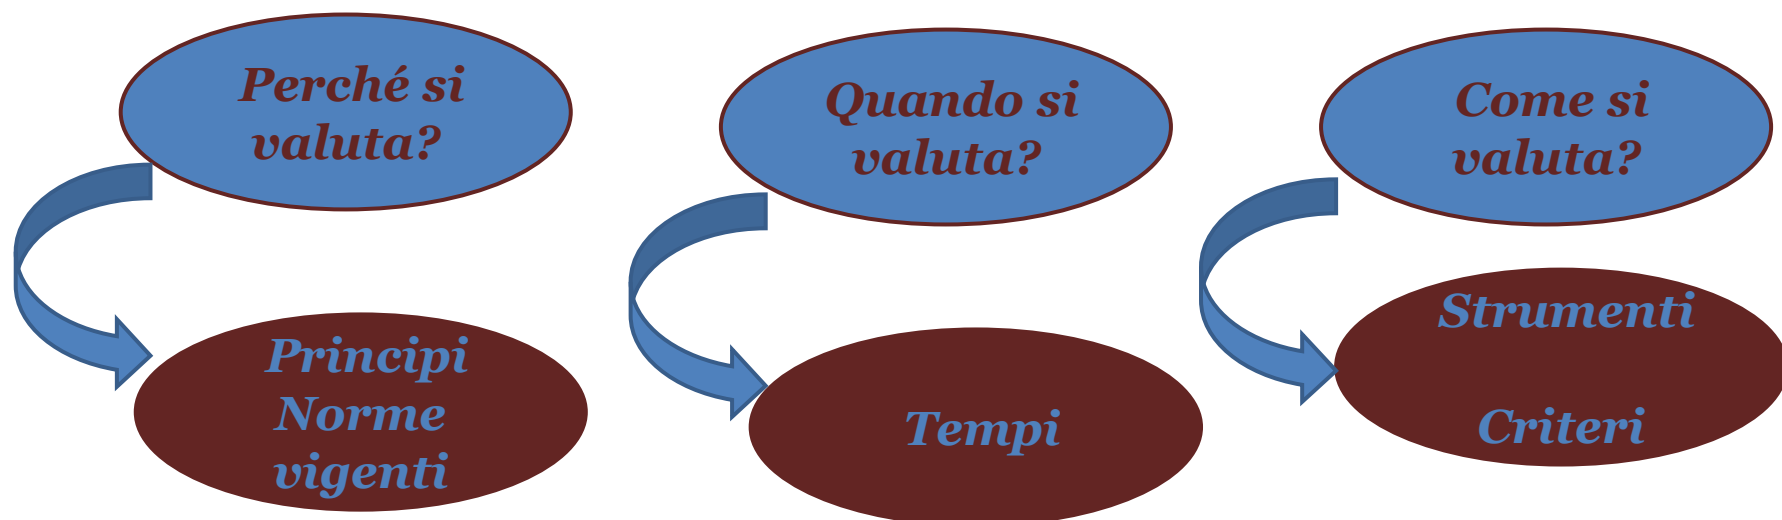 Perché si
valuta?
Principi
Norme
vigenti
Quando si
valuta?
Tempi
Come si
valuta?
Strumenti
Criteri